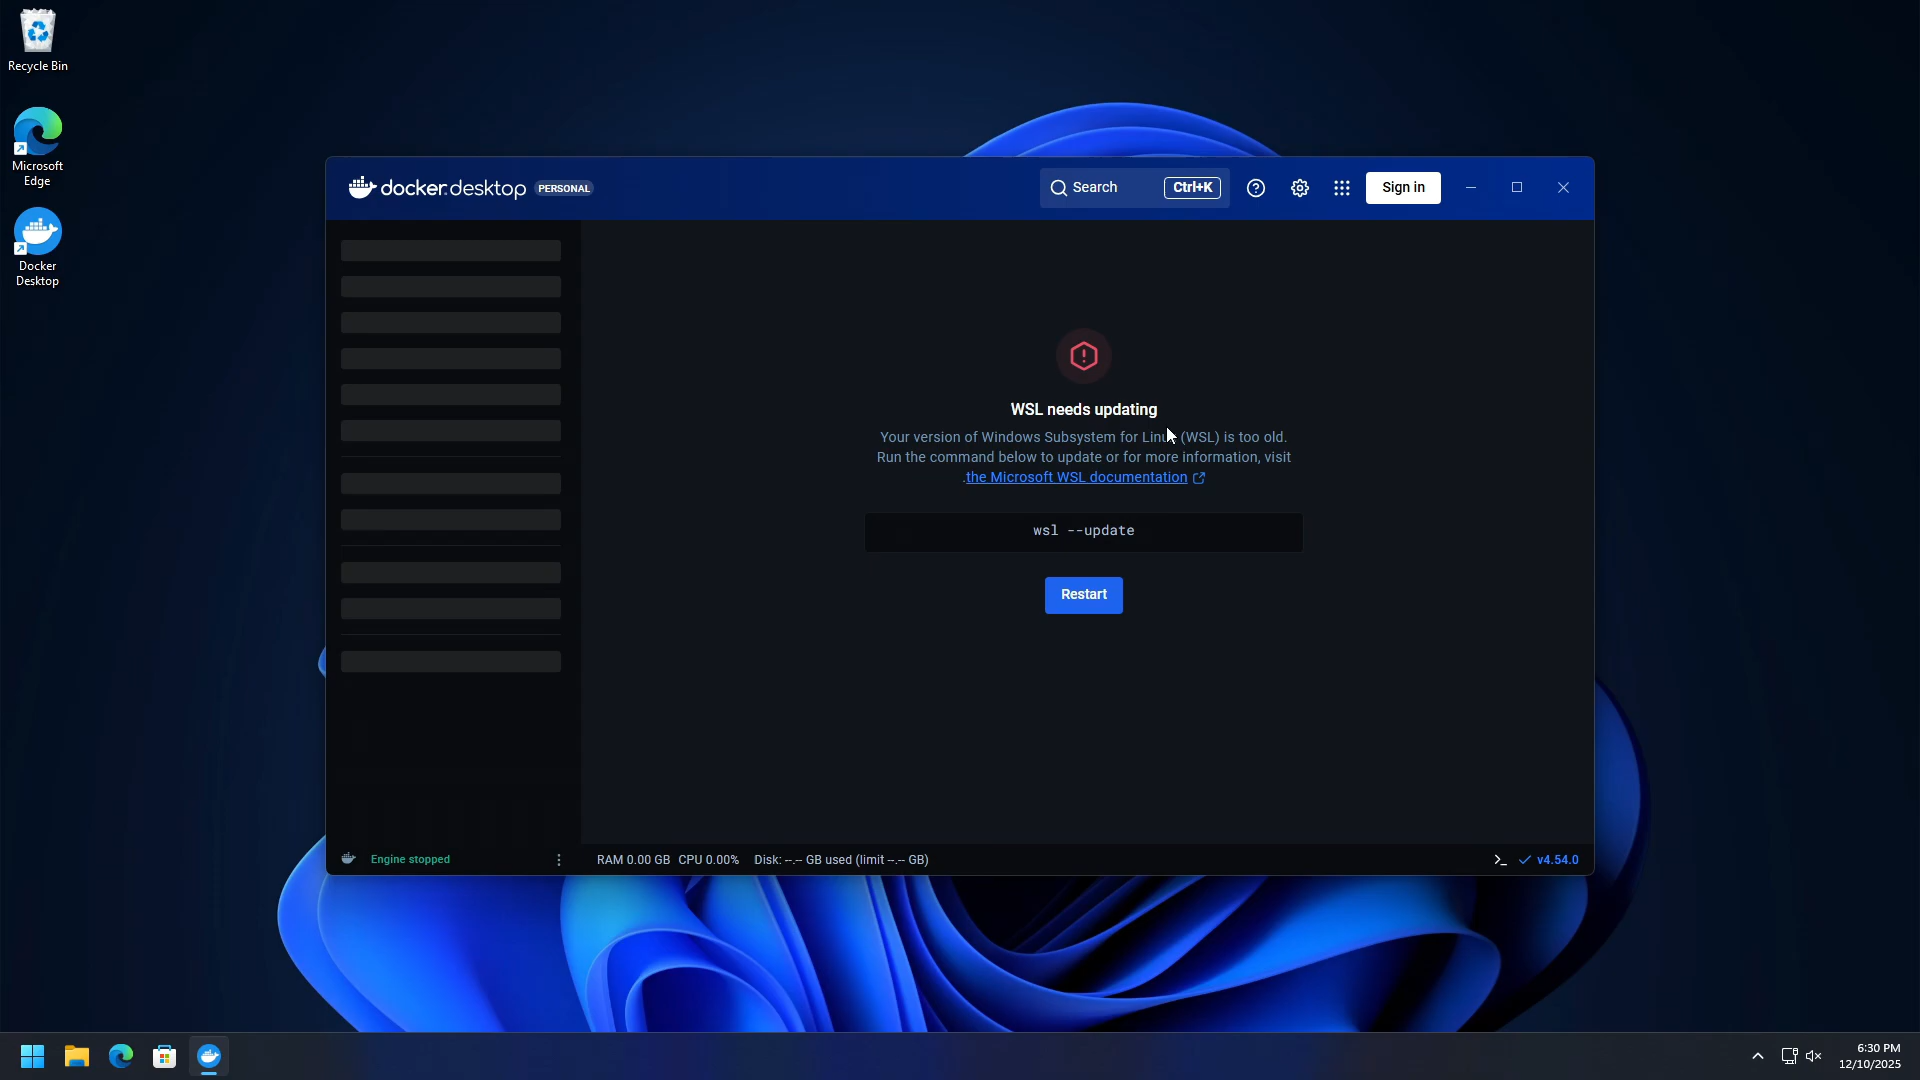 Recycle Bin
Microsoft
Edge
Docker
Desktop
docker.desktop PERSONAL
Search Ctrl+K
Sign in
WSL needs updating
Your version of Windows Subsystem for Linu (WSL) is too old.
Run the command below to update or for more information, visit
.the Microsoft WSL documentation
wsl --update
Restart
Engine stopped
RAM 0.00 GB CPU 0.00% Disk: --.-- GB used (limit --.-- GB)
v4.54.0
6:30 PM
12/10/2025